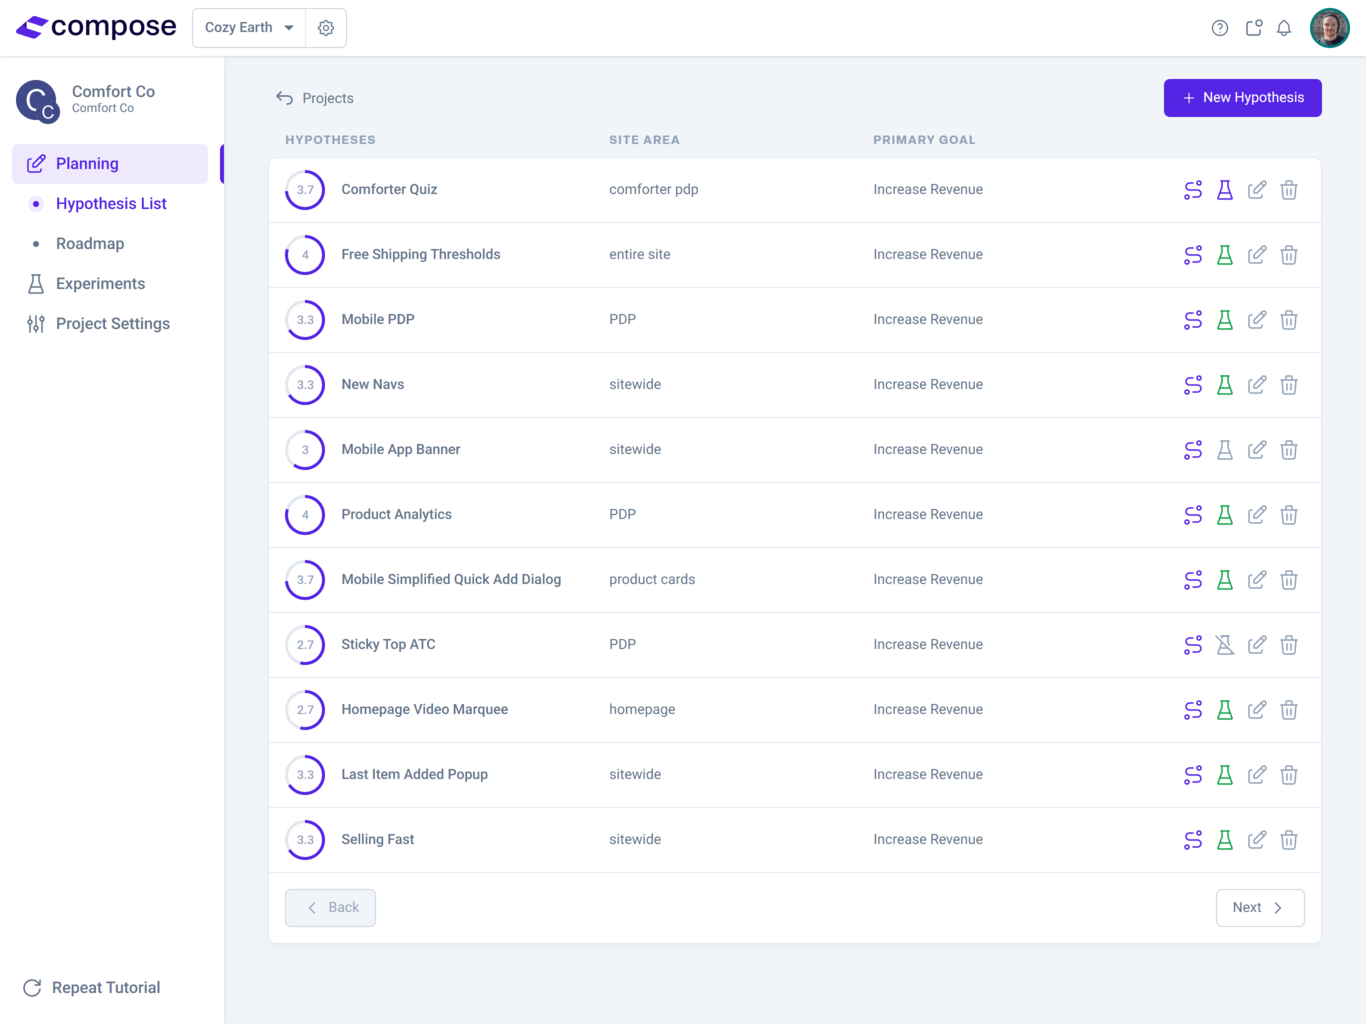 compose
Cozy Earth
Comfort Co
Comfort Co
C
C
Planning
Hypothesis List
Roadmap
Experiments
Project Settings
Repeat Tutorial
Projects
+ New Hypothesis
HYPOTHESES SITE AREA PRIMARY GOAL
3.7 Comforter Quiz comforter pdp Increase Revenue
4 Free Shipping Thresholds entire site Increase Revenue
3.3 Mobile PDP PDP Increase Revenue
3.3 New Navs sitewide Increase Revenue
3 Mobile App Banner sitewide Increase Revenue
4 Product Analytics PDP Increase Revenue
3.7 Mobile Simplified Quick Add Dialog product cards Increase Revenue
2.7 Sticky Top ATC PDP Increase Revenue
2.7 Homepage Video Marquee homepage Increase Revenue
3.3 Last Item Added Popup sitewide Increase Revenue
3.3 Selling Fast sitewide Increase Revenue
Back Next